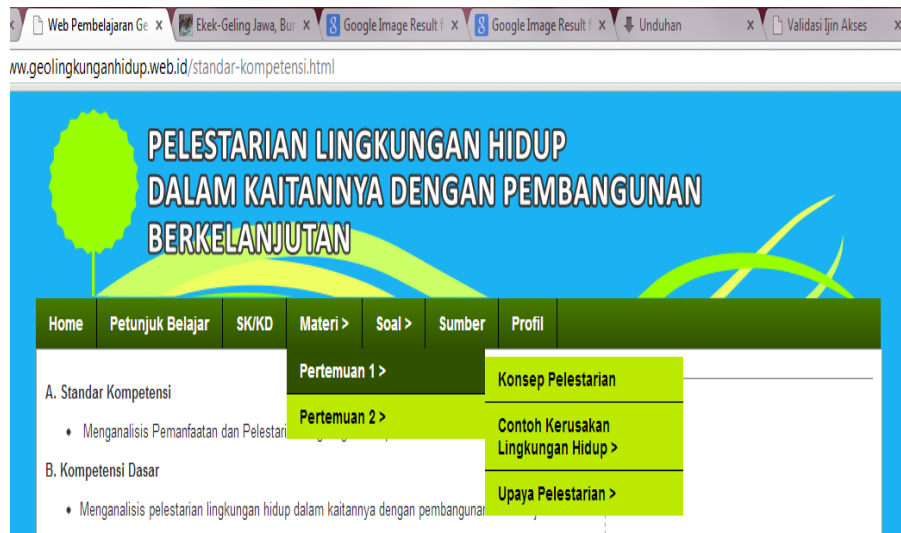 Web Pembelajaran Ge x Ekek-Geling Jawa, Bur x Google Image Result f x Google Image Result f x Unduhan x Validasi Ijin Akses x
ww.geolingkunganhidup.web.id/standar-kompetensi.html
PELESTARIAN LINGKUNGAN HIDUP
DALAM KAITANNYA DENGAN PEMBANGUNAN
BERKELANJUTAN
Home Petunjuk Belajar SK/KD Materi > Soal > Sumber Profil
Pertemuan 1 >
Pertemuan 2 >
Konsep Pelestarian
Contoh Kerusakan
Lingkungan Hidup >
Upaya Pelestarian >
A. Standar Kompetensi
• Menganalisis Pemanfaatan dan Pelestari
B. Kompetensi Dasar
• Menganalisis pelestarian lingkungan hidup dalam kaitannya dengan pembangunan